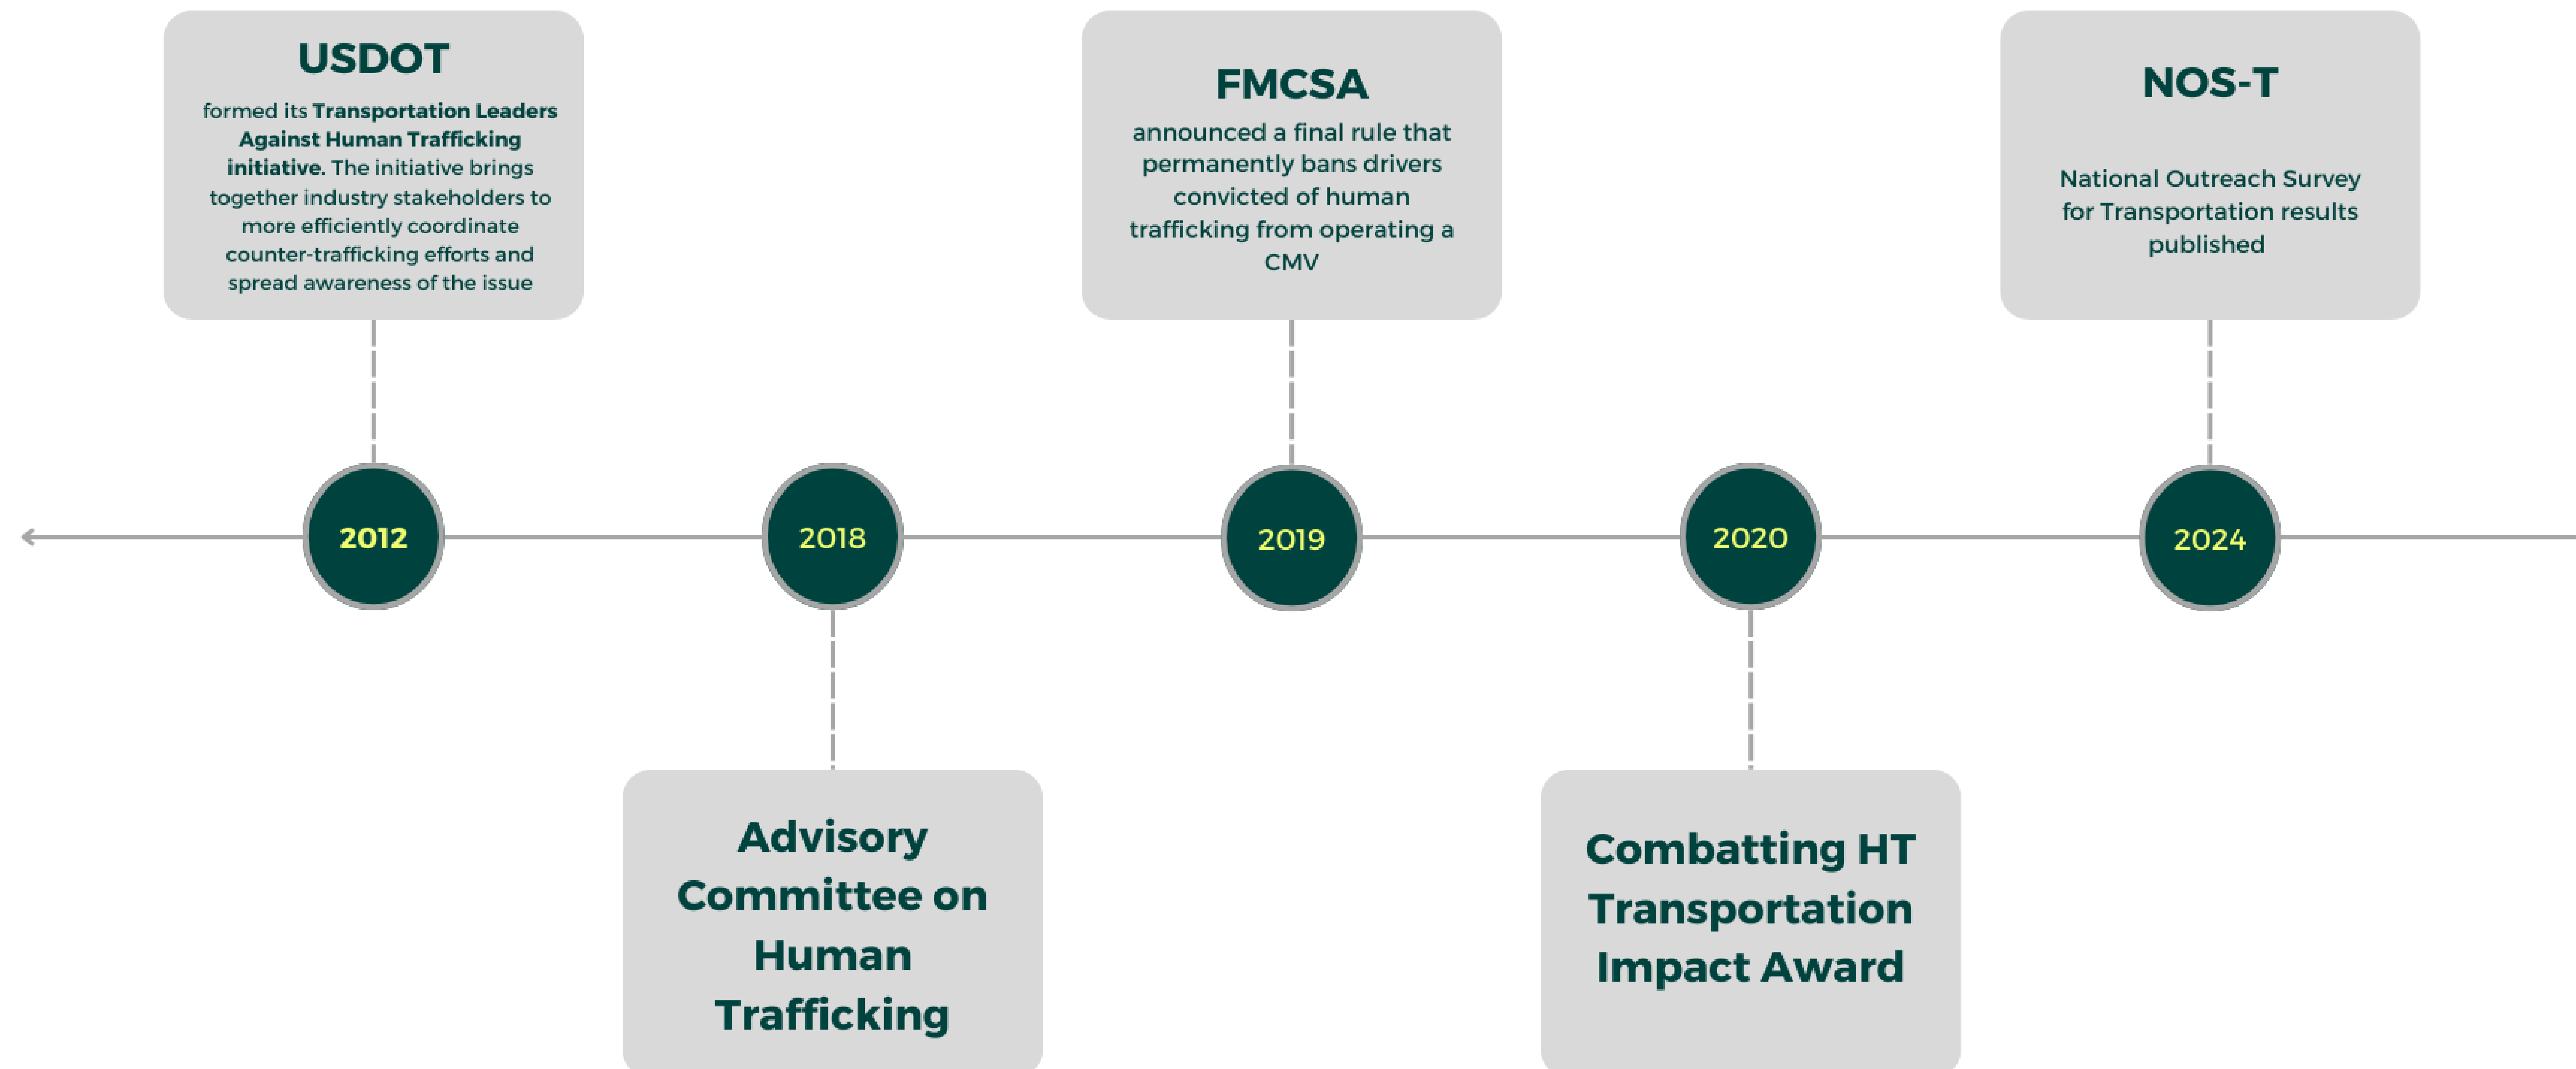 USDOT
formed its Transportation Leaders
Against Human Trafficking
initiative. The initiative brings
together industry stakeholders to
more efficiently coordinate
counter-trafficking efforts and
spread awareness of the issue
FMCSA
announced a final rule that
permanently bans drivers
convicted of human
trafficking from operating a
CMV
NOS-T
National Outreach Survey
for Transportation results
published
2012
2018
2019
2020
2024
Advisory
Committee on
Human
Trafficking
Combatting HT
Transportation
Impact Award